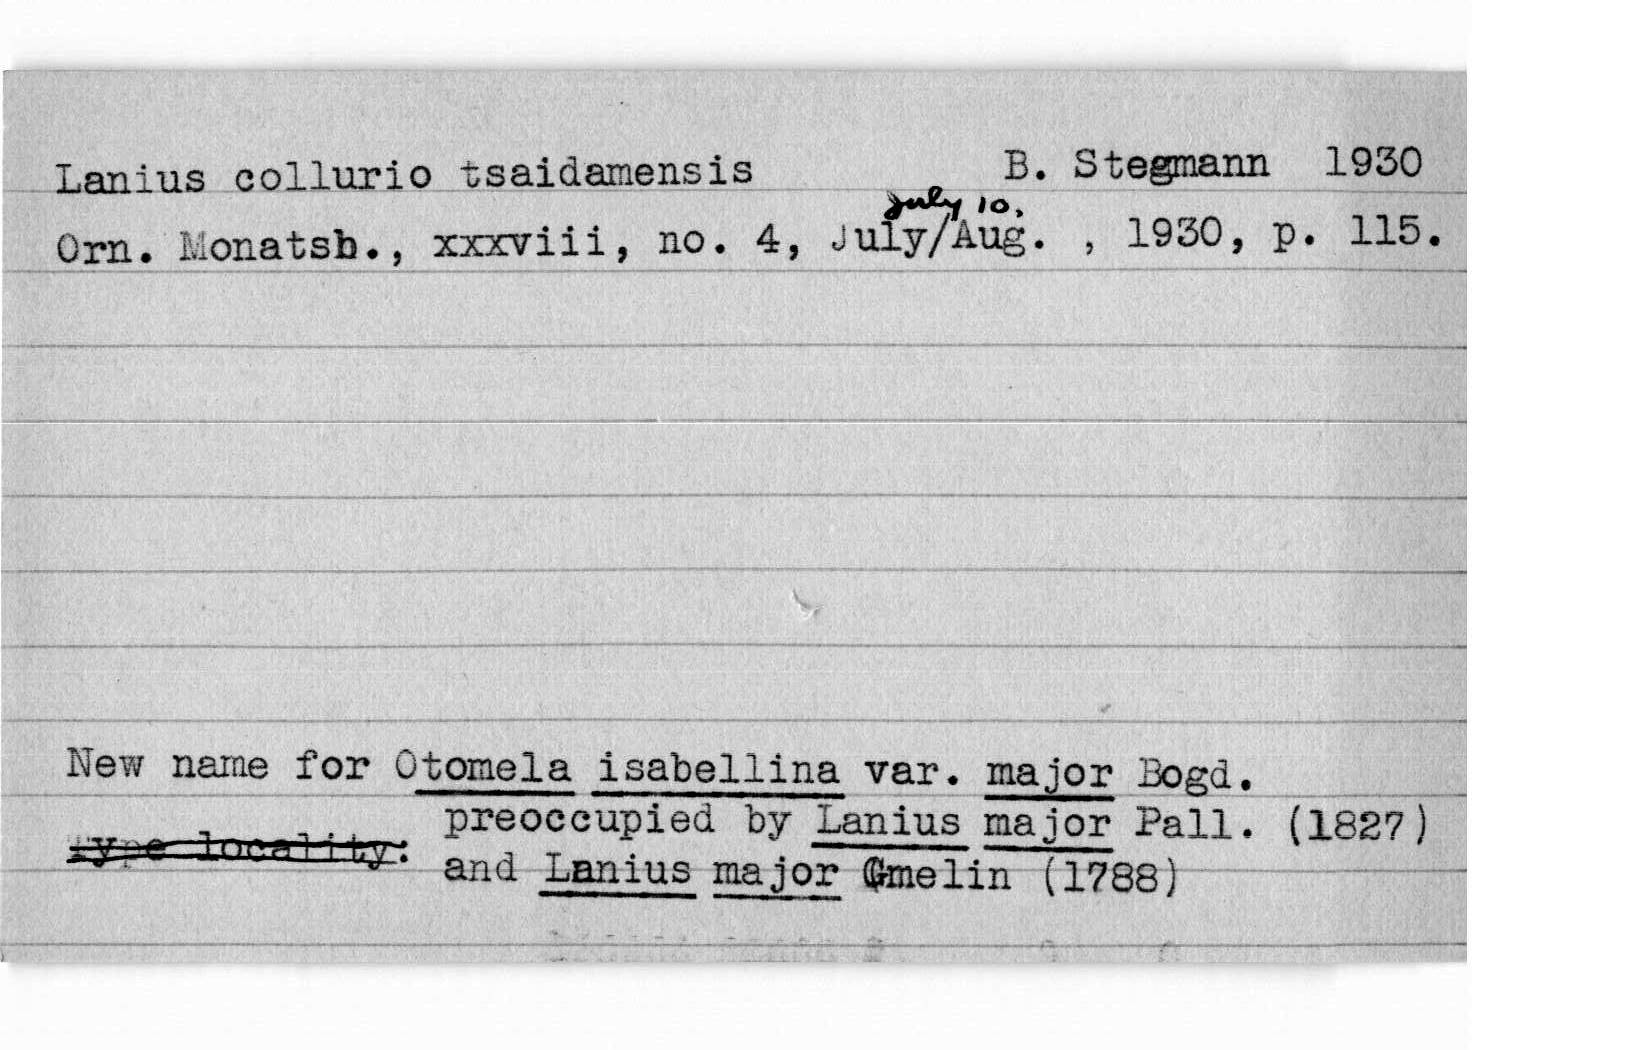 Lanius collurio tsaidamensis B. Stegmann 1930
july 10,
Orn. Monatsb., xxxviii, no. 4, July/Aug. , 1930, p. 115.
New name for Otomela isabellina var. major Bogd.
preoccupied by Lanius major Pall. (1827)
Type locality:
and Lanius major Gmelin (1788)